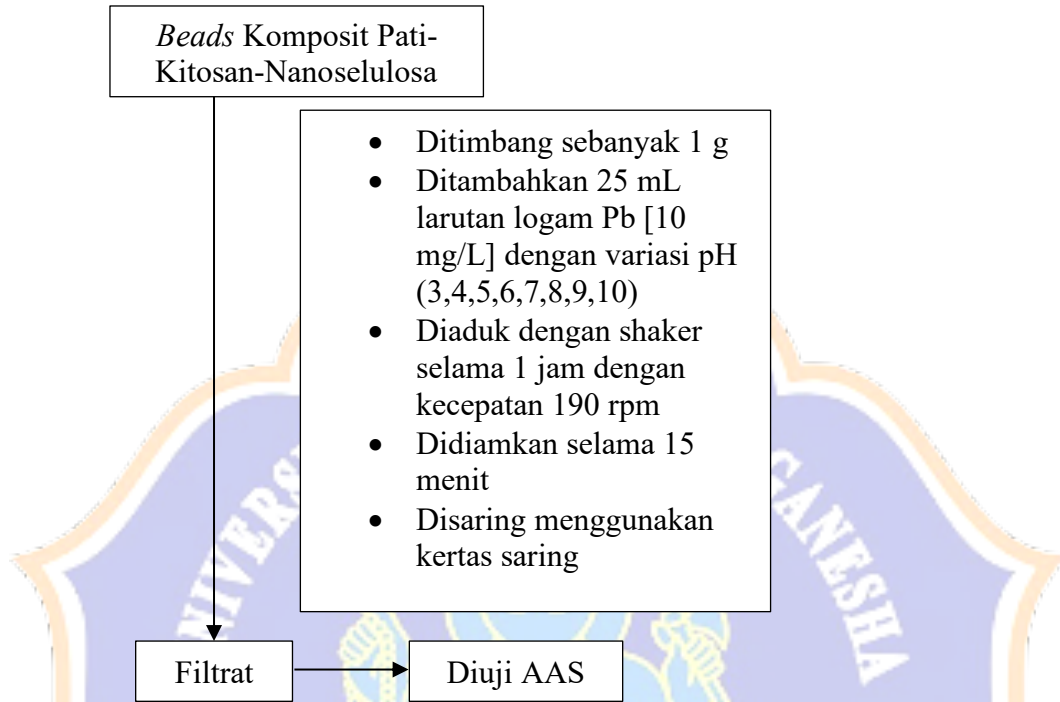 Beads Komposit Pati-
Kitosan-Nanoselulosa
• Ditimbang sebanyak 1 g
• Ditambahkan 25 mL
larutan logam Pb [10
mg/L] dengan variasi pH
(3,4,5,6,7,8,9,10)
• Diaduk dengan shaker
selama 1 jam dengan
kecepatan 190 rpm
• Didiamkan selama 15
menit
• Disaring menggunakan
kertas saring
Filtrat
Diuji AAS